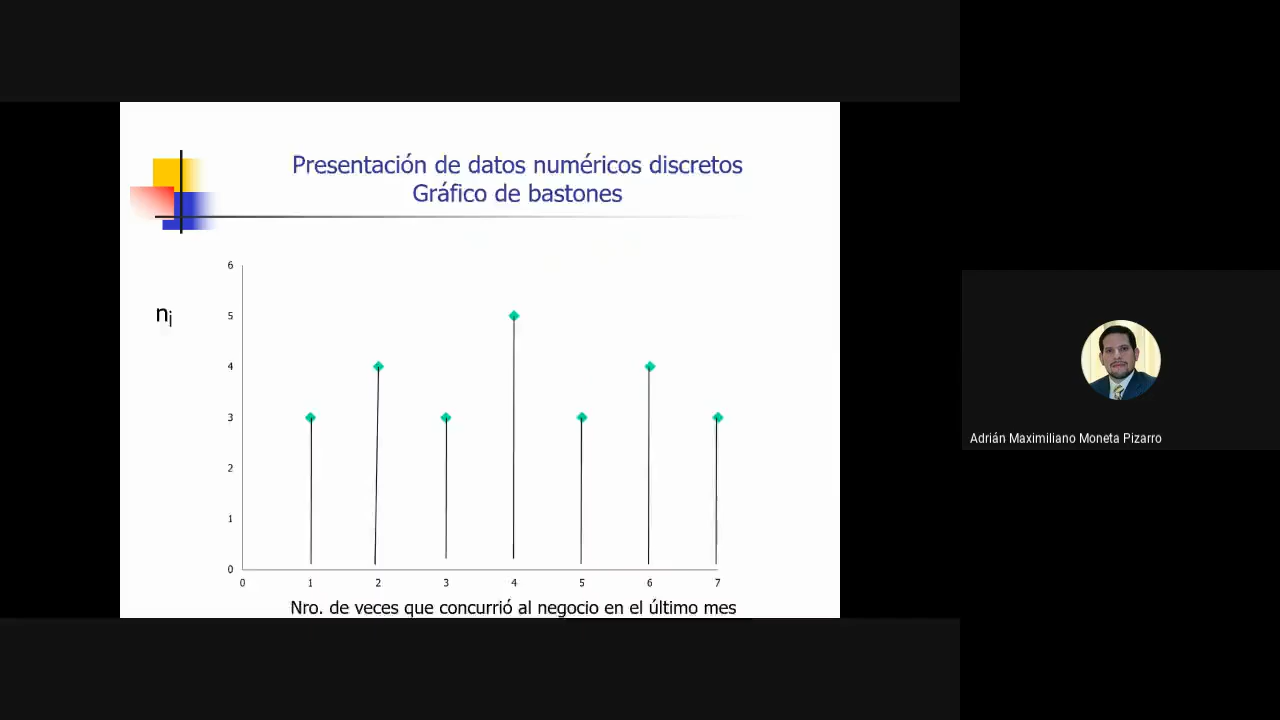 Presentación de datos numéricos discretos
Gráfico de bastones
6
ni
5
4
3
2
1
0
0 1 2 3 4 5 6 7
Nro. de veces que concurrió al negocio en el último mes
Adrián Maximiliano Moneta Pizarro